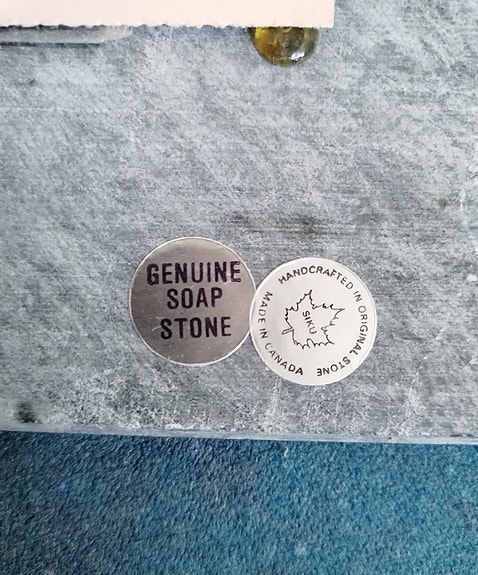 GENUINE
SOAP
STONE
HANDCRAFTED IN ORIGINAL STONE
MADE IN CANADA
SIKU